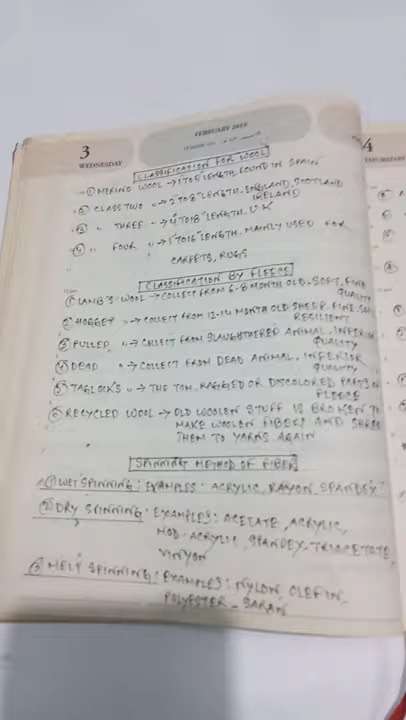 3
WEDNESDAY
FEBRUARY 2010
4
CLASSIFICATION FOR WOOL
① MERINO WOOL → 1 TO 5" LENGTH, FOUND IN SPAIN
② CLASS TWO → 2 TO 8" LENGTH, ENGLAND, SCOTLAND
IRELAND
③ " THREE → 4 TO 18" LENGTH, U K
④ " FOUR → 1 TO 16" LENGTH, MAINLY USED FOR
CARPETS, RUGS
CLASSIFICATION BY FLEECE
① LAMB'S WOOL → COLLECT FROM 6-8 MONTH OLD, SOFT, FINE
QUALITY
② HOGGET → COLLECT FROM 12-14 MONTH OLD SHEEP, FINE,
RESILIENT
③ PULLED → COLLECT FROM SLAUGHTERED ANIMAL, INFERIOR
QUALITY
④ DEAD " → COLLECT FROM DEAD ANIMAL, INFERIOR
QUALITY
⑤ TAGLOCK'S " → THE TORN, RAGGED OR DISCOLORED PARTS
FLEECE
⑥ RECYCLED WOOL → OLD WOOLEN STUFF IS BROKEN TO
MAKE WOOLEN FIBERS AND
THEM TO YARNS AGAIN
SPINNING METHOD OF FIBER
① WET SPINNING: EXAMPLES: ACRYLIC, RAYON, SPANDEX
② DRY SPINNING: EXAMPLES: ACETATE, ACRYLIC,
MOD-ACRYLIC, SPANDEX, TRIACETATE,
VINYON
③ MELT SPINNING: EXAMPLES: NYLON, OLEFIN,
POLYESTER, SARAN